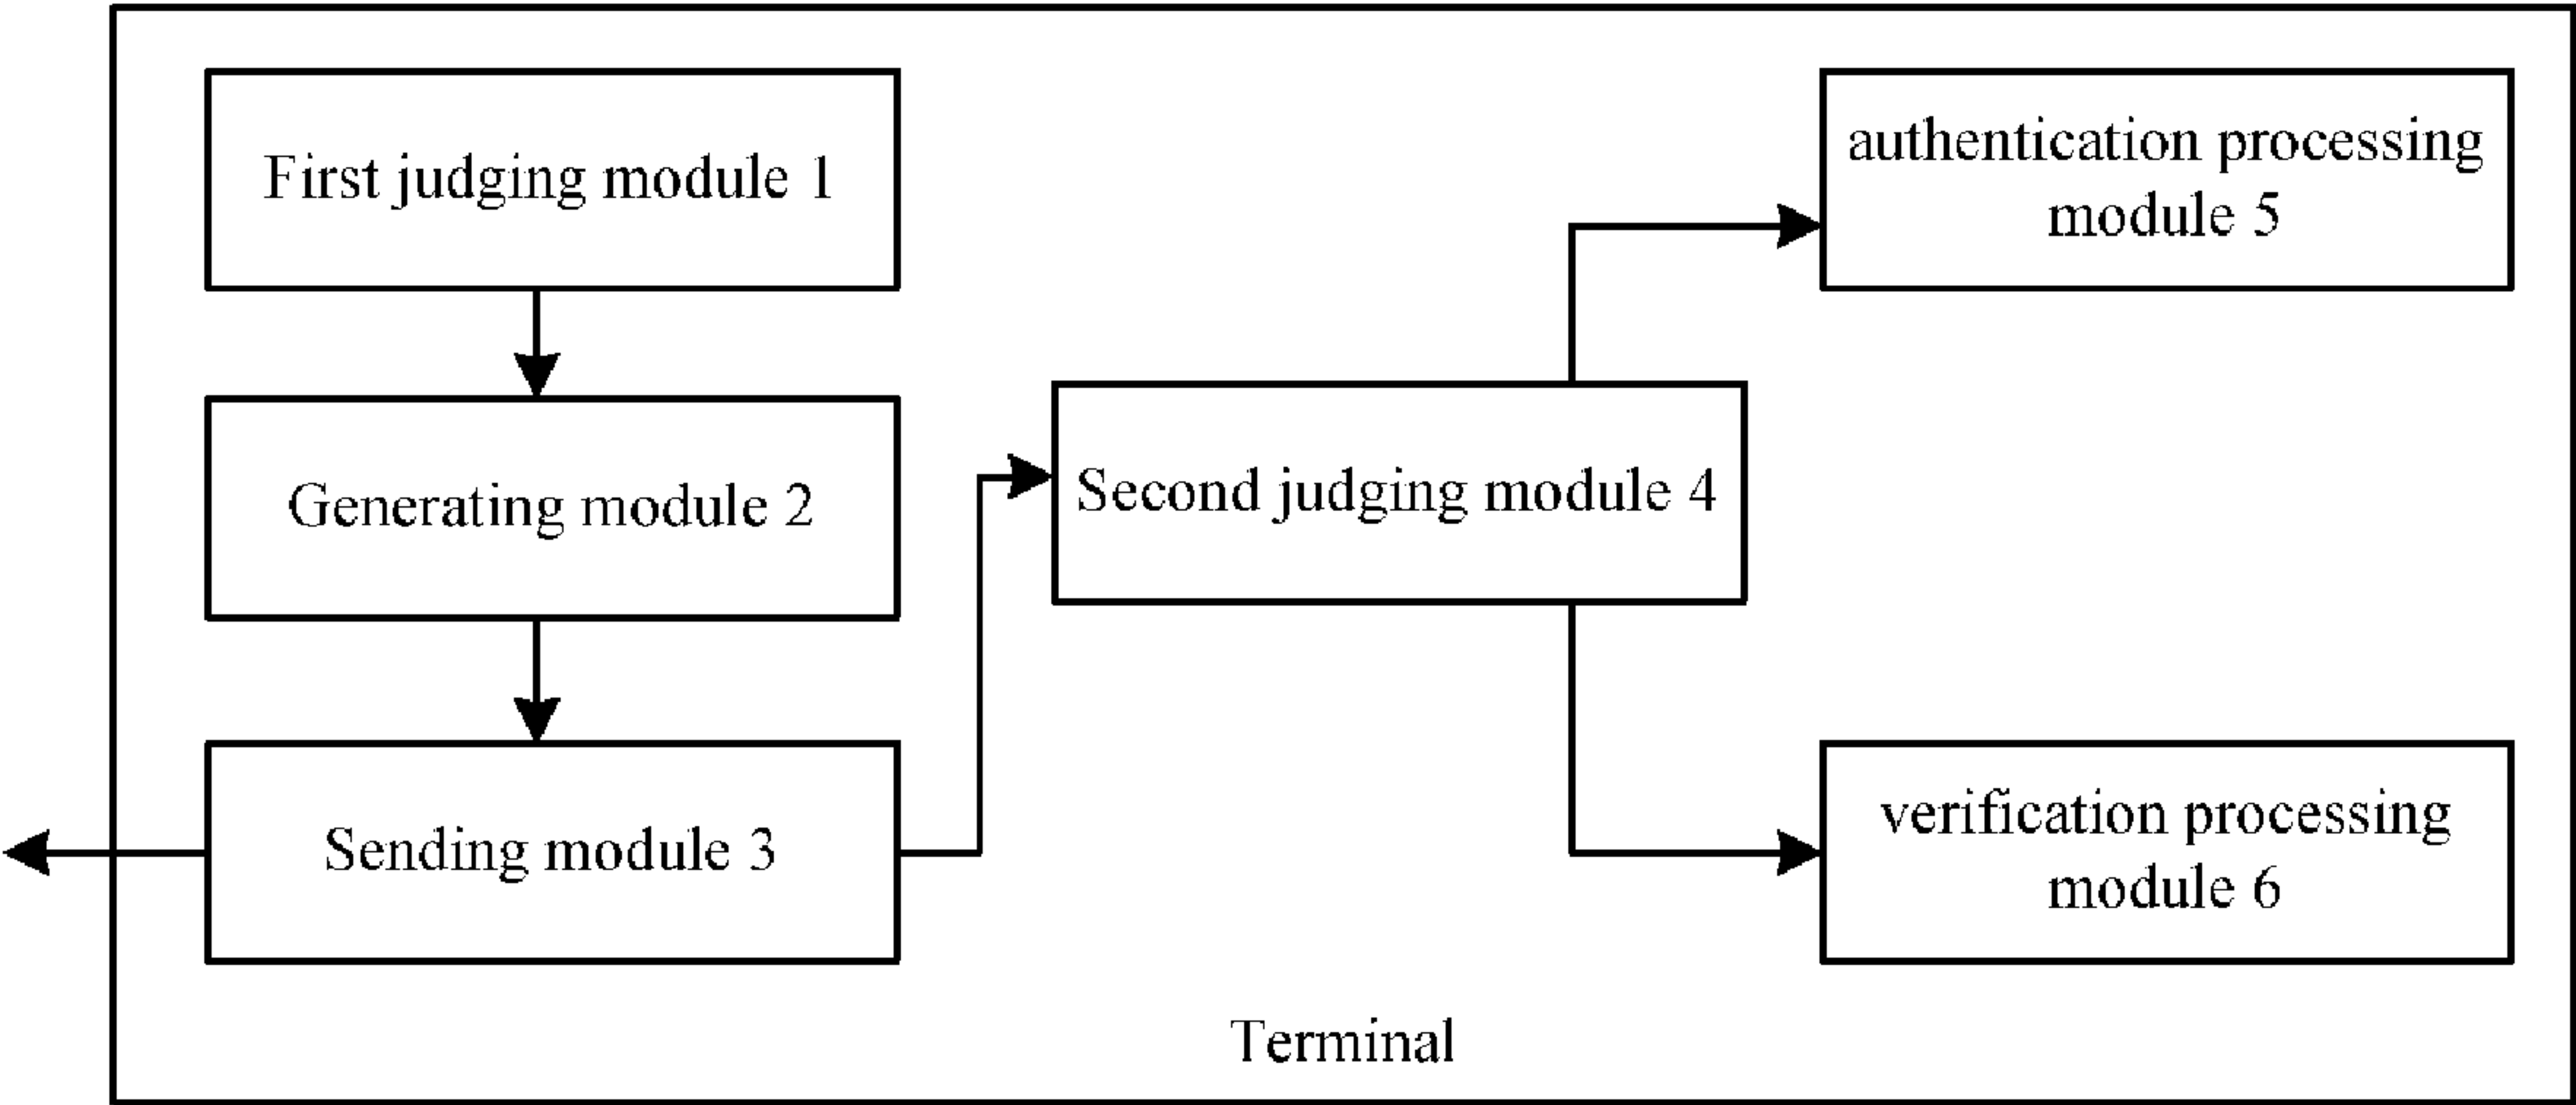 First judging module 1
Generating module 2
Sending module 3
Second judging module 4
authentication processing
module 5
verification processing
module 6
Terminal